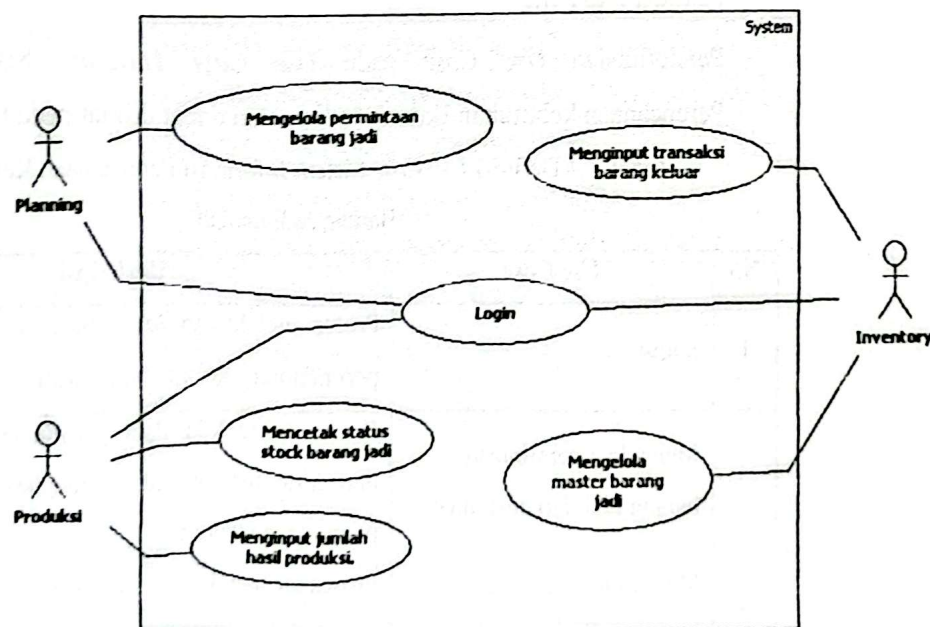 System
Mengelola permintaan
barang jadi
Menginput transaksi
barang keluar
Planning
Login
Inventory
Mencetak status
stock barang jadi
Mengelola
master barang
jadi
Produksi
Menginput jumlah
hasil produksi.